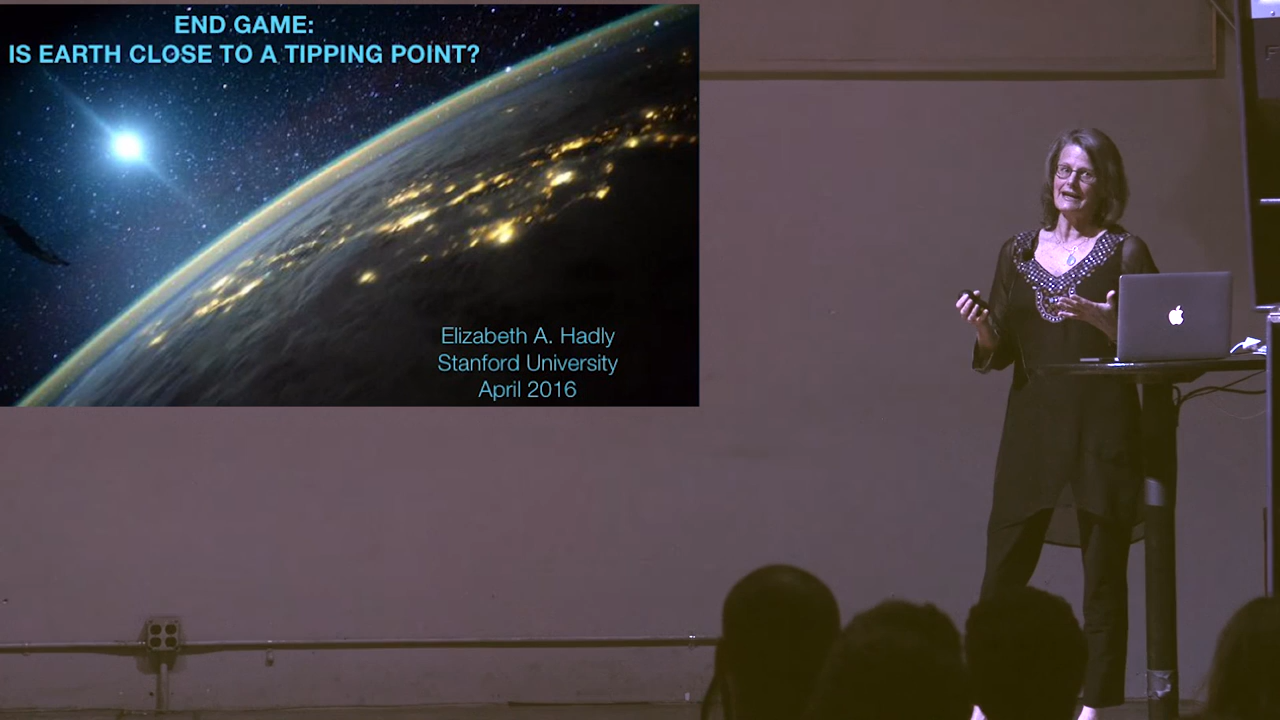 END GAME:
IS EARTH CLOSE TO A TIPPING POINT?
Elizabeth A. Hadly
Stanford University
April 2016